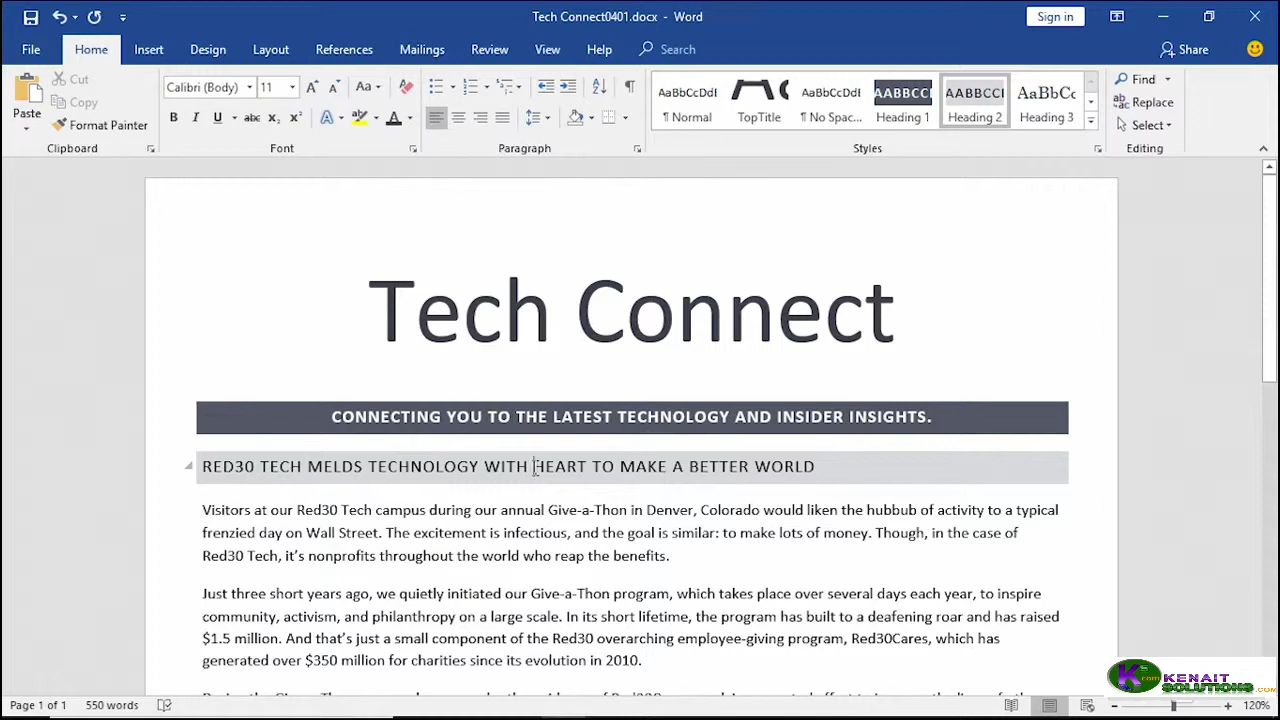 Tech Connect0401.docx - Word
Sign in
File Home Insert Design Layout References Mailings Review View Help Search Share
Paste
Cut
Copy
Format Painter
Clipboard
Calibri (Body) 11
Aa
B I U abc x₂ x² A A
Font
Paragraph
AaBbCcDdI AaBbCcDdI AABBCCI AABBCCI AaBbCc
¶ Normal TopTitle ¶ No Spac... Heading 1 Heading 2 Heading 3
Styles
Find
Replace
Select
Editing
Tech Connect
CONNECTING YOU TO THE LATEST TECHNOLOGY AND INSIDER INSIGHTS.
RED30 TECH MELDS TECHNOLOGY WITH HEART TO MAKE A BETTER WORLD
Visitors at our Red30 Tech campus during our annual Give-a-Thon in Denver, Colorado would liken the hubbub of activity to a typical
frenzied day on Wall Street. The excitement is infectious, and the goal is similar: to make lots of money. Though, in the case of
Red30 Tech, it’s nonprofits throughout the world who reap the benefits.
Just three short years ago, we quietly initiated our Give-a-Thon program, which takes place over several days each year, to inspire
community, activism, and philanthropy on a large scale. In its short lifetime, the program has built to a deafening roar and has raised
$1.5 million. And that’s just a small component of the Red30 overarching employee-giving program, Red30Cares, which has
generated over $350 million for charities since its evolution in 2010.
KENAIT
SOLUTIONS
.com
Page 1 of 1 550 words 120%